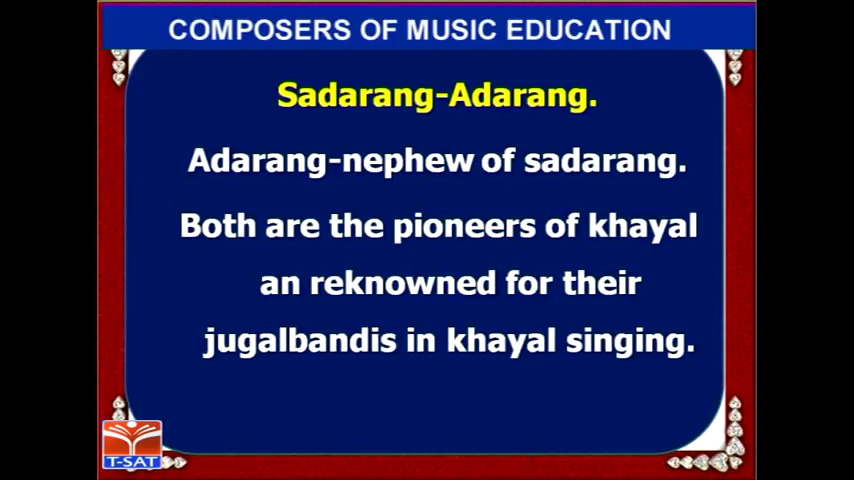 COMPOSERS OF MUSIC EDUCATION
Sadarang-Adarang.
Adarang-nephew of sadarang.
Both are the pioneers of khayal
an reknowned for their
jugalbandis in khayal singing.
T-SAT